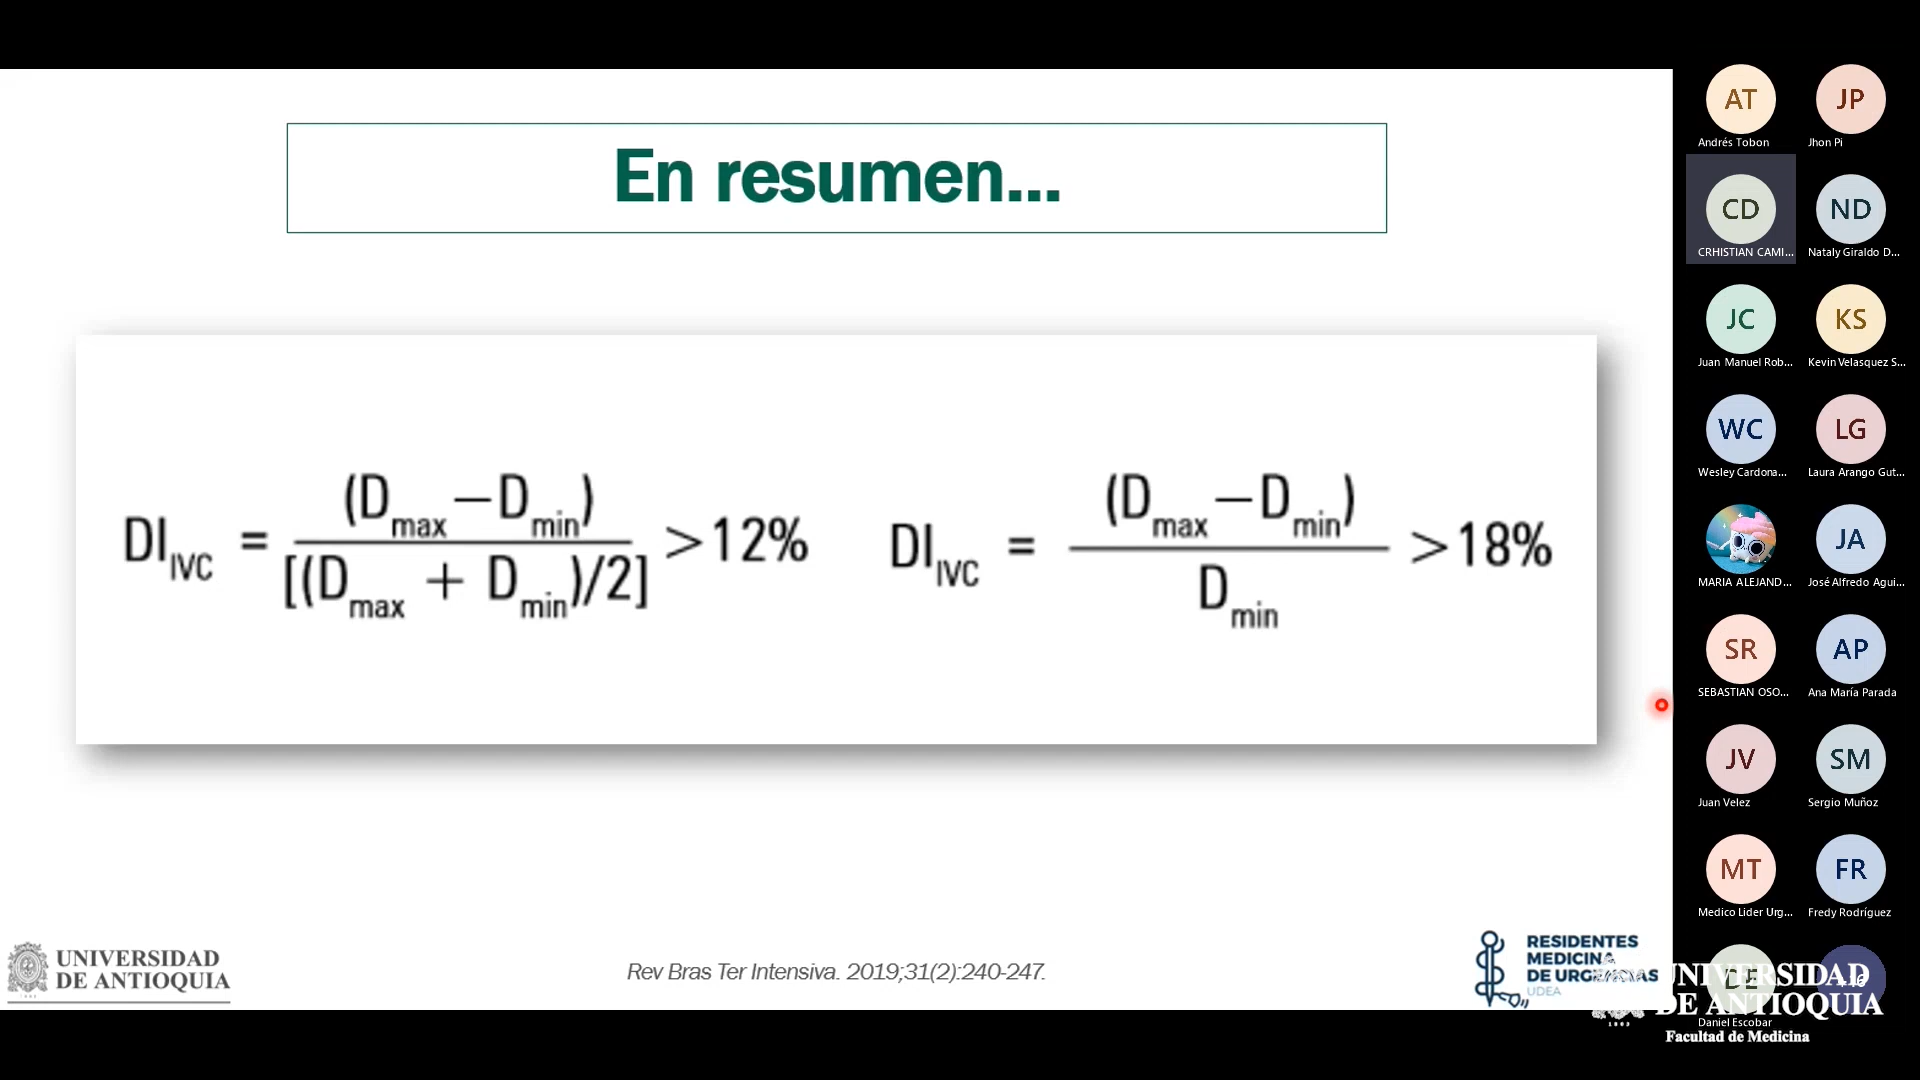 En resumen...
DI_IVC = (D_max − D_min) / [(D_max + D_min)/2] >12%
DI_IVC = (D_max − D_min) / D_min >18%
Rev Bras Ter Intensiva. 2019;31(2):240-247.
UNIVERSIDAD
DE ANTIOQUIA
RESIDENTES
MEDICINA
DE URGENCIAS
UDEA
UNIVERSIDAD
DE ANTIOQUIA
Facultad de Medicina
AT
Andrés Tobon
JP
Jhon Pi
CD
CRHISTIAN CAMI...
ND
Nataly Giraldo D...
JC
Juan Manuel Rob...
KS
Kevin Velasquez S...
WC
Wesley Cardona...
LG
Laura Arango Gut...
MARIA ALEJAND...
JA
José Alfredo Agui...
SR
SEBASTIAN OSO...
AP
Ana María Parada
JV
Juan Velez
SM
Sergio Muñoz
MT
Medico Lider Urg...
FR
Fredy Rodríguez
DE
Daniel Escobar